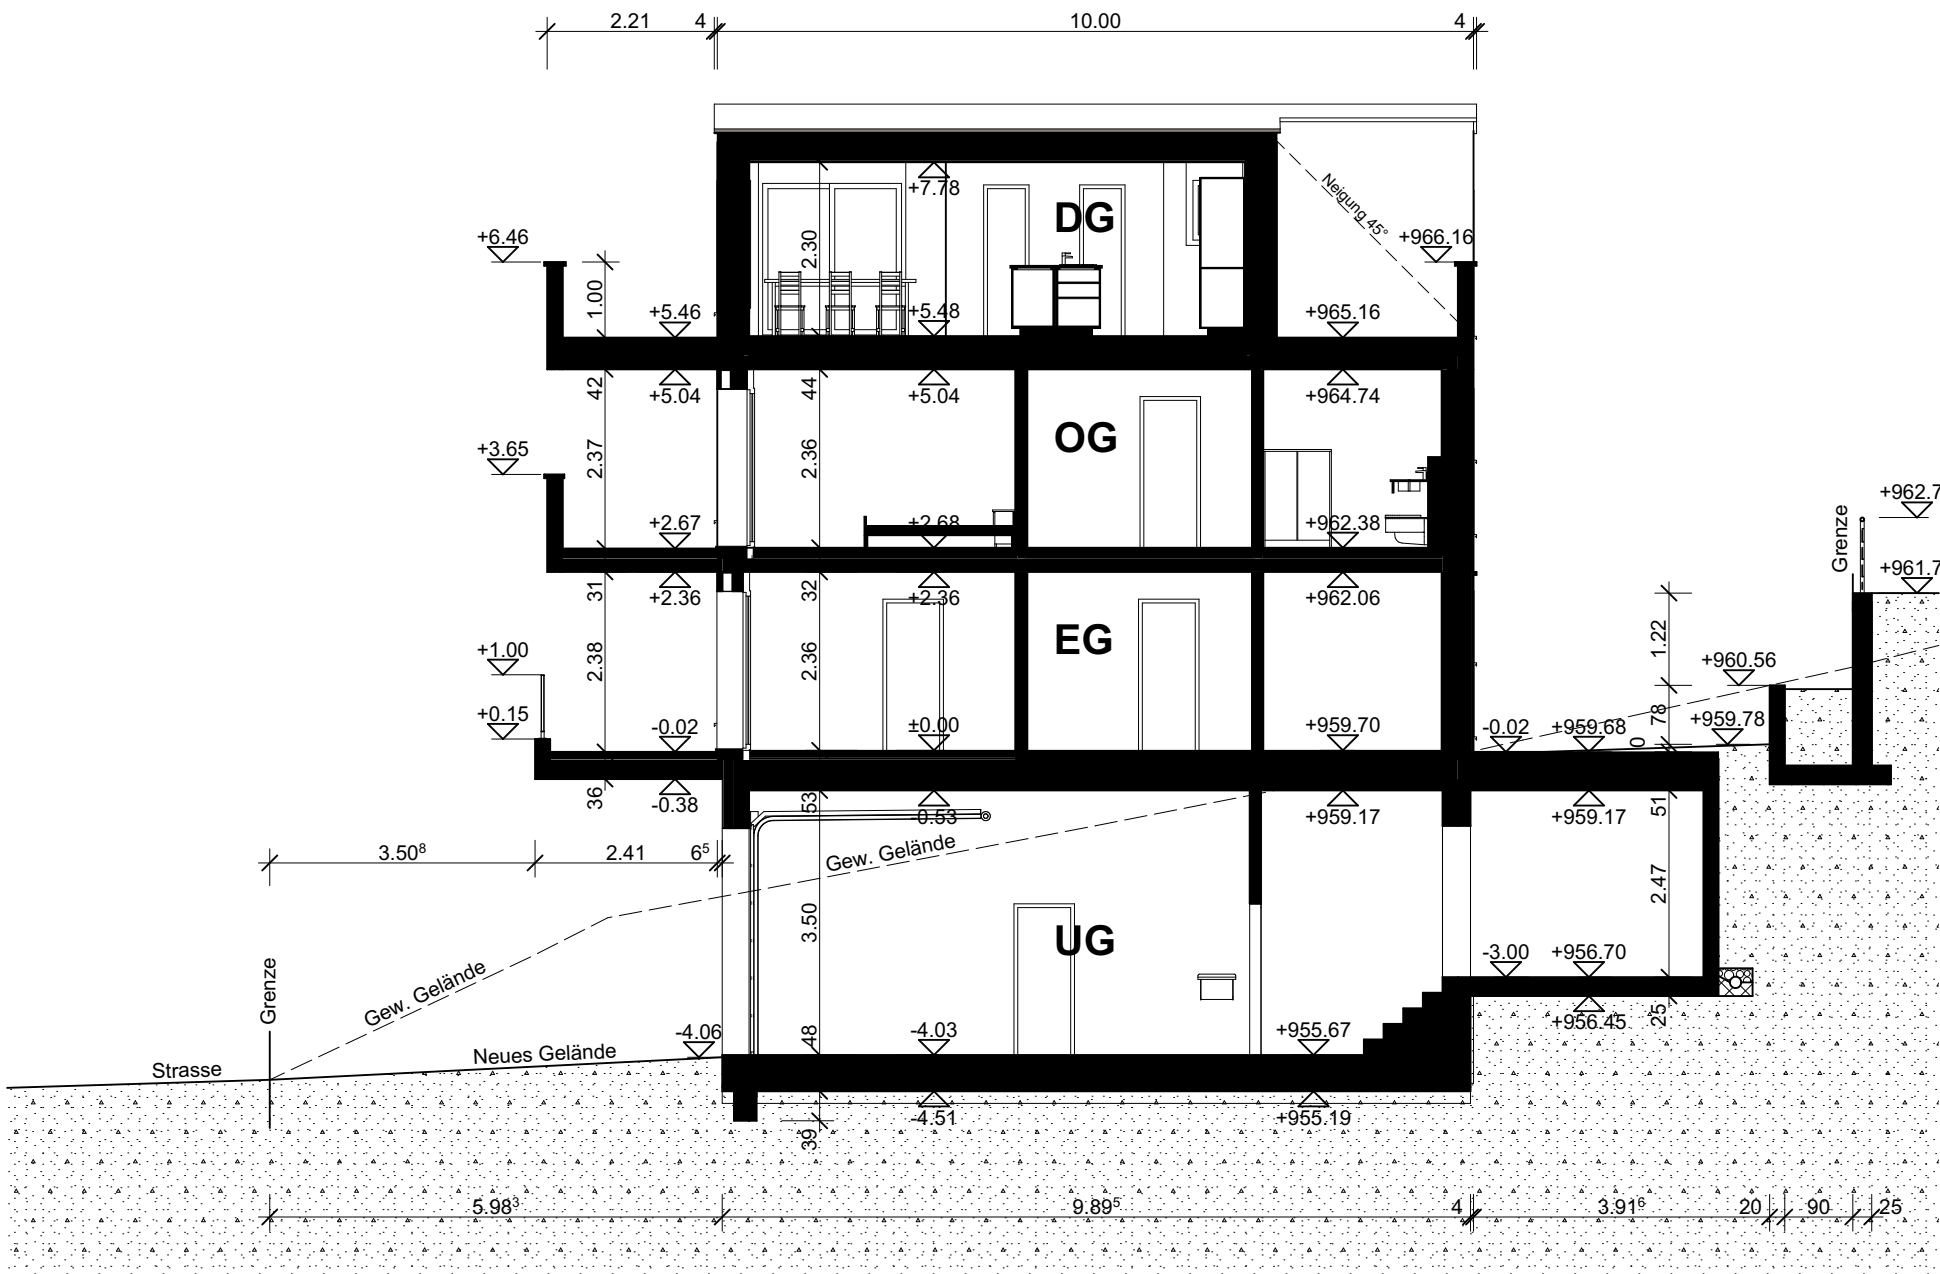 2.21 4 10.00 4
+7.78
DG
Neigung 45°
+6.46
2.30
+966.16
1.00
+5.46 +5.48 +965.16
42 44
+5.04 +5.04 +964.74
OG
+3.65 2.37 2.36
+962.7
Grenze
+2.67 +2.68 +962.38
+961.7
31 32
+2.36 +2.36 +962.06
EG
1.22
+1.00 2.38 2.36
+960.56
+0.15 -0.02 ±0.00 +959.70 -0.02 +959.68 0 78 +959.78
36 53 51
-0.38 -0.53 +959.17 +959.17
3.50⁸ 2.41 6⁵
Gew. Gelände
2.47
3.50
UG
-3.00 +956.70
Gew. Gelände
Grenze
+956.45 25
-4.06 48 -4.03 +955.67
Neues Gelände
Strasse
-4.51 +955.19
39
5.98³ 9.89⁵ 4 3.91⁶ 20 90 25